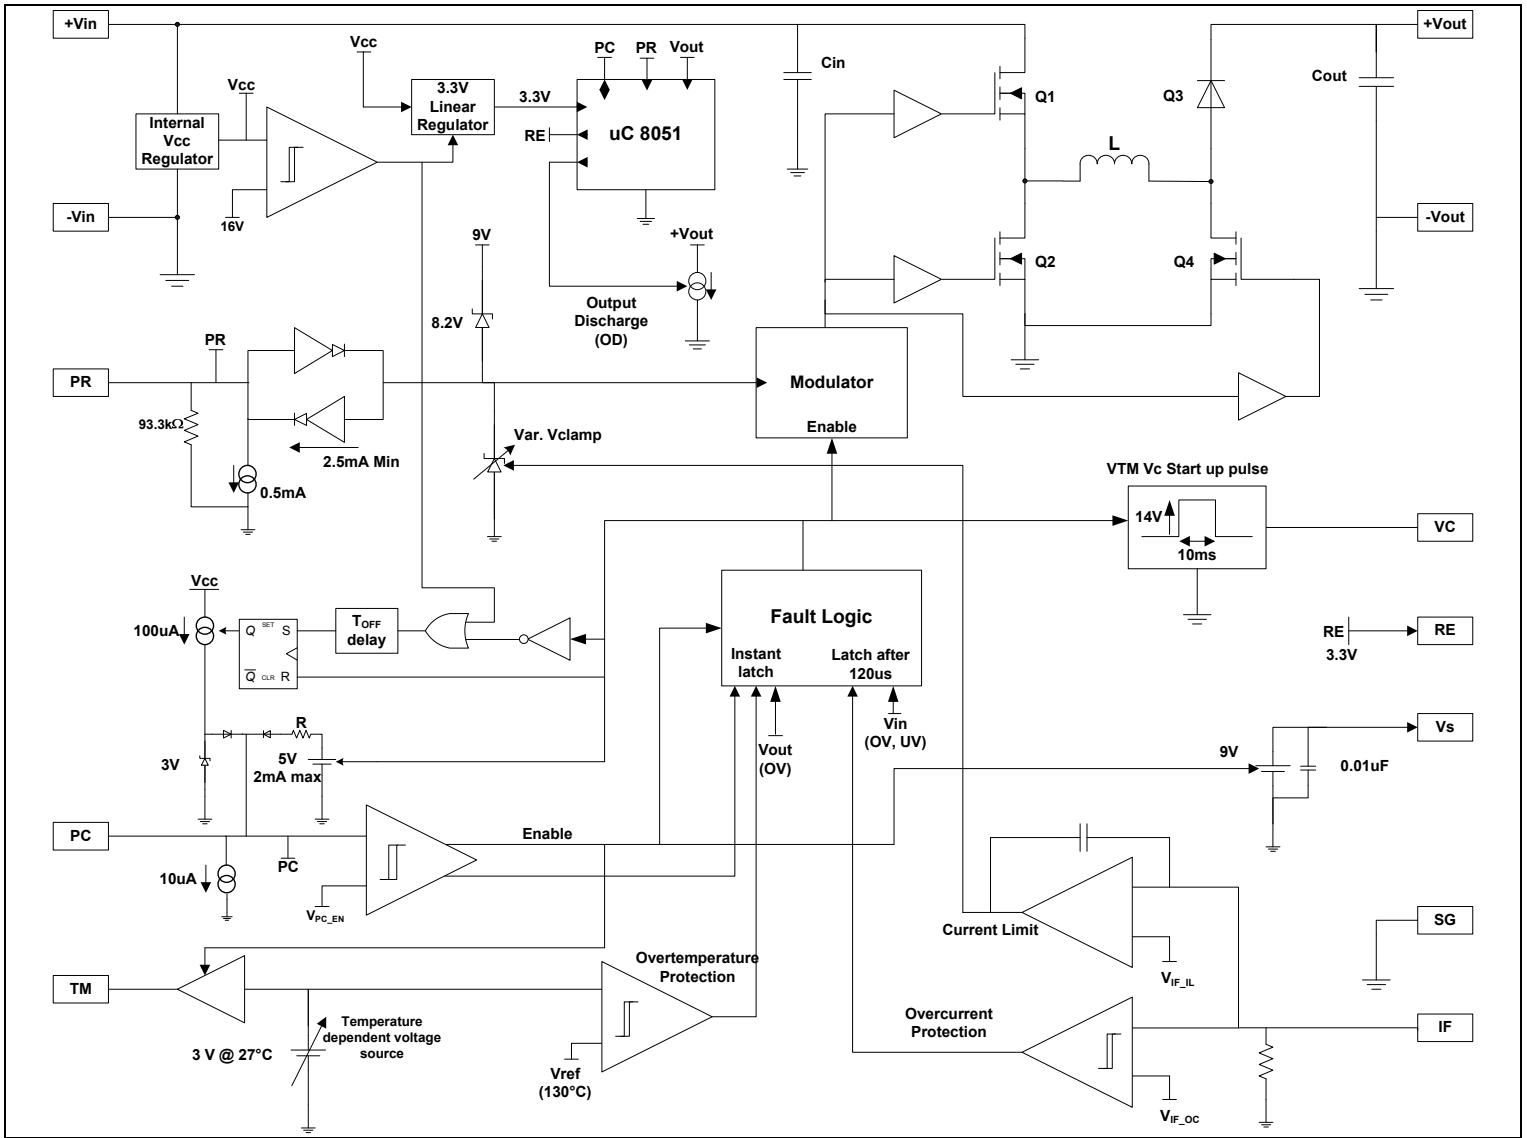 +Vin
Vcc
PC PR Vout
+Vout
Vcc
3.3V
Linear
Regulator
3.3V
uC 8051
RE
Cin
Q1
Q3
Cout
Internal
Vcc
Regulator
L
-Vin
16V
-Vout
9V
+Vout
Q2
Q4
8.2V
Output
Discharge
(OD)
PR
PR
Modulator
Enable
93.3kΩ
2.5mA Min
0.5mA
Var. Vclamp
VTM Vc Start up pulse
14V
10ms
VC
Vcc
100uA
Q SET S
Q CLR R
TOFF
delay
Fault Logic
Instant
latch
Latch after
120us
RE
3.3V
RE
R
3V
5V
2mA max
Vout
(OV)
Vin
(OV, UV)
9V
0.01uF
Vs
PC
Enable
10uA
PC
VPC_EN
Current Limit
VIF_IL
SG
TM
Overtemperature
Protection
Temperature
dependent voltage
source
3 V @ 27°C
Vref
(130°C)
Overcurrent
Protection
VIF_OC
IF